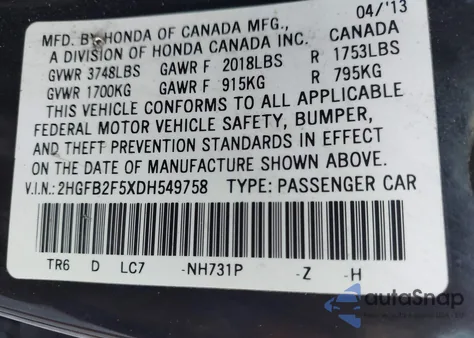 04/'13
MFD. BY HONDA OF CANADA MFG., CANADA
A DIVISION OF HONDA CANADA INC.
GVWR 3748LBS GAWR F 2018LBS R 1753LBS
GVWR 1700KG GAWR F 915KG R 795KG
THIS VEHICLE CONFORMS TO ALL APPLICABLE
FEDERAL MOTOR VEHICLE SAFETY, BUMPER,
AND THEFT PREVENTION STANDARDS IN EFFECT
ON THE DATE OF MANUFACTURE SHOWN ABOVE.
V.I.N.: 2HGFB2F5XDH549758 TYPE: PASSENGER CAR
TR6 D LC7 -NH731P -Z -H
autoSnap